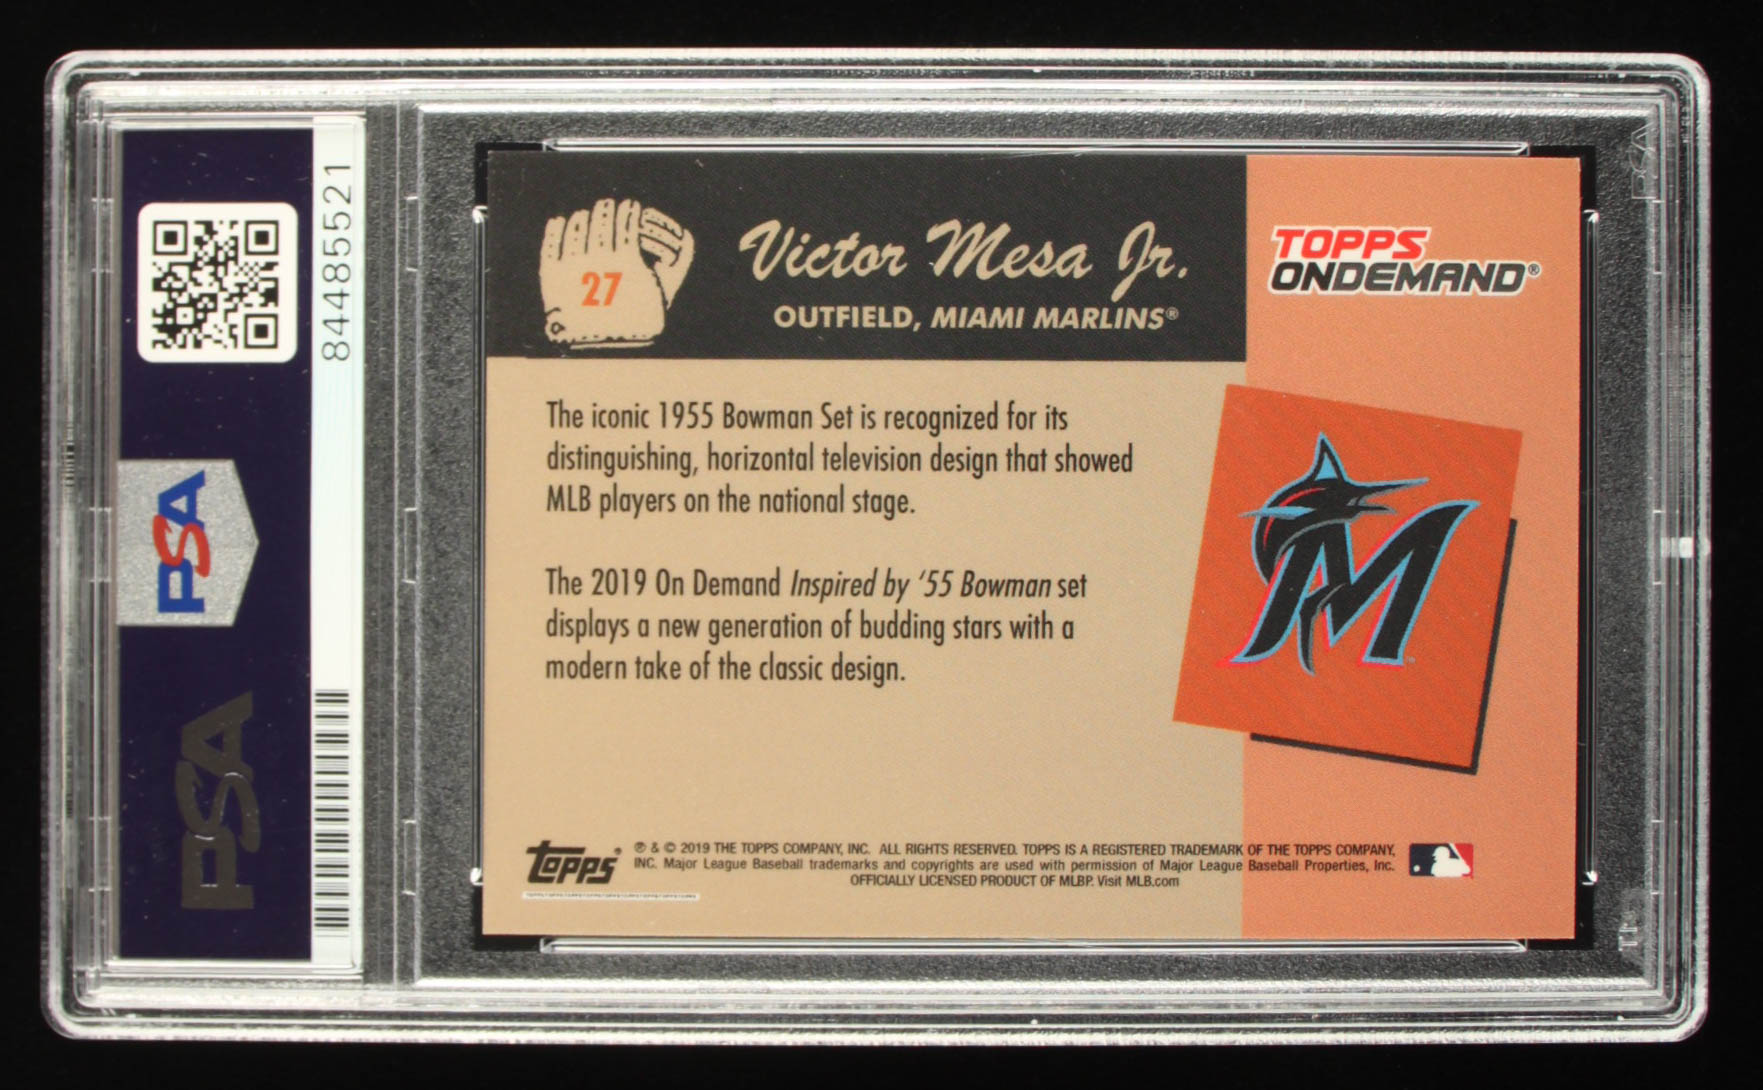 84485521
PSA
PSA
27
Victor Mesa Jr.
OUTFIELD, MIAMI MARLINS®
TOPPS
ONDEMAND®
The iconic 1955 Bowman Set is recognized for its
distinguishing, horizontal television design that showed
MLB players on the national stage.
The 2019 On Demand Inspired by '55 Bowman set
displays a new generation of budding stars with a
modern take of the classic design.
M
Topps®
® & © 2019 THE TOPPS COMPANY, INC. ALL RIGHTS RESERVED. TOPPS IS A REGISTERED TRADEMARK OF THE TOPPS COMPANY,
INC. Major League Baseball trademarks and copyrights are used with permission of Major League Baseball Properties, Inc.
OFFICIALLY LICENSED PRODUCT OF MLBP. Visit MLB.com
PSA